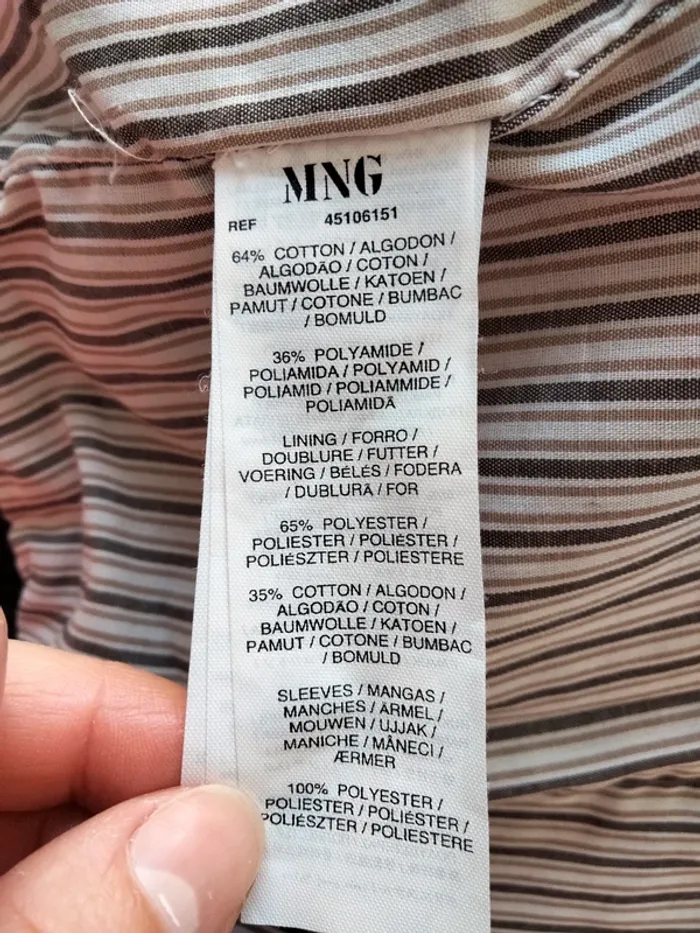 MNG
REF 45106151
64% COTTON / ALGODON /
ALGODÃO / COTON /
BAUMWOLLE / KATOEN /
PAMUT / COTONE / BUMBAC
/ BOMULD
36% POLYAMIDE /
POLIAMIDA / POLYAMID /
POLIAMID / POLIAMMIDE /
POLIAMIDĂ
LINING / FORRO /
DOUBLURE / FUTTER /
VOERING / BÉLÉS / FODERA
/ DUBLURĂ / FOR
65% POLYESTER /
POLIESTER / POLIÉSTER /
POLIÉSZTER / POLIESTERE
35% COTTON / ALGODON /
ALGODÃO / COTON /
BAUMWOLLE / KATOEN /
PAMUT / COTONE / BUMBAC
/ BOMULD
SLEEVES / MANGAS /
MANCHES / ÄRMEL /
MOUWEN / UJJAK /
MANICHE / MÂNECI /
ÆRMER
100% POLYESTER /
POLIESTER / POLIÉSTER /
POLIÉSZTER / POLIESTERE